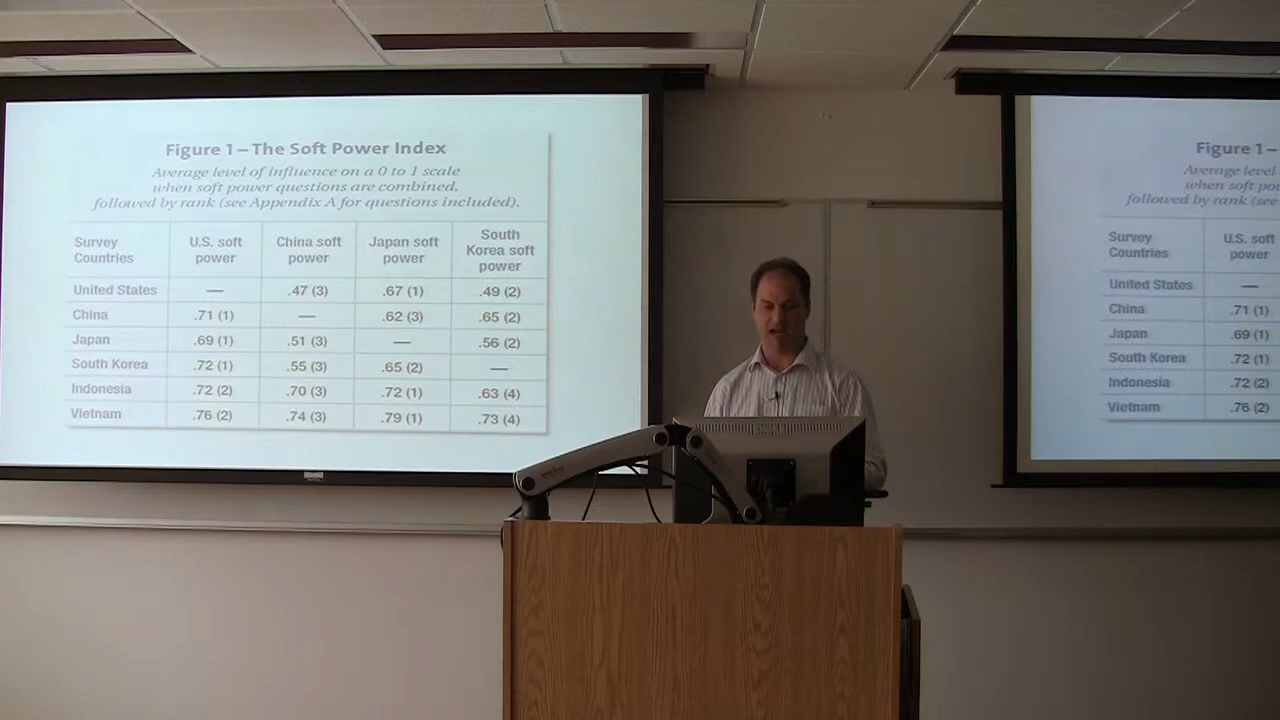 Figure 1 – The Soft Power Index
Average level of influence on a 0 to 1 scale
when soft power questions are combined,
followed by rank (see Appendix A for questions included).
Survey Countries U.S. soft power China soft power Japan soft power South Korea soft power
United States — .47 (3) .67 (1) .49 (2)
China .71 (1) — .62 (3) .65 (2)
Japan .69 (1) .51 (3) — .56 (2)
South Korea .72 (1) .55 (3) .65 (2) —
Indonesia .72 (2) .70 (3) .72 (1) .63 (4)
Vietnam .76 (2) .74 (3) .79 (1) .73 (4)
Figure 1 –
Average level
when soft po
followed by rank (see
Survey Countries U.S. soft power
United States —
China .71 (1)
Japan .69 (1)
South Korea .72 (1)
Indonesia .72 (2)
Vietnam .76 (2)